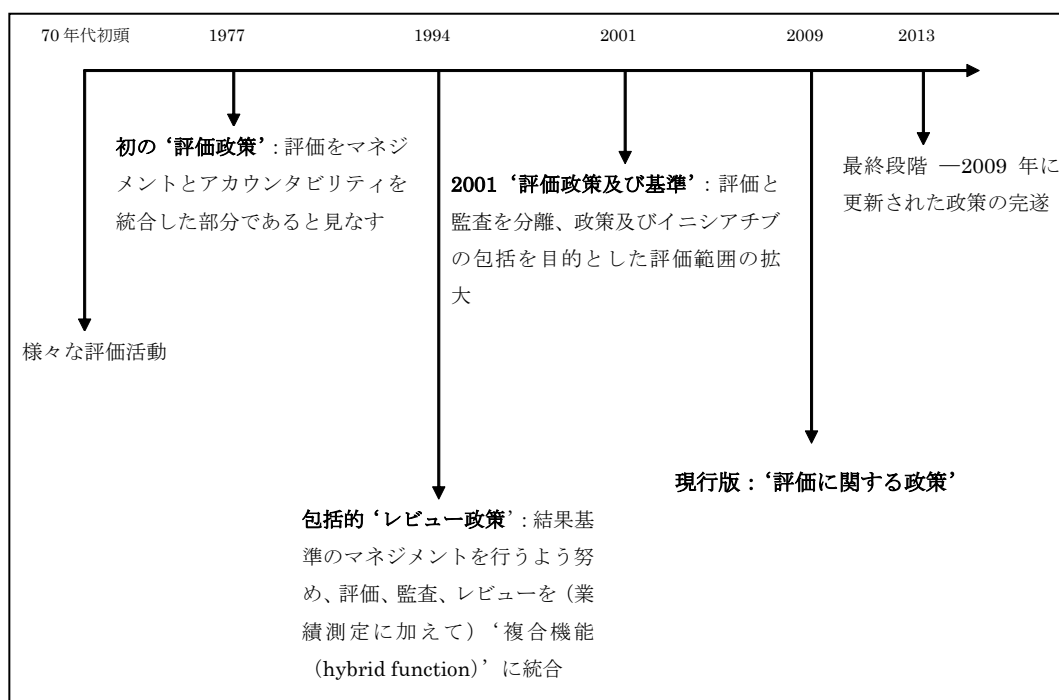 70 年代初頭 1977 1994 2001 2009 2013
初の‘評価政策’：評価をマネジ
メントとアカウンタビリティを
統合した部分であると見なす
2001‘評価政策及び基準’：評価と
監査を分離、政策及びイニシアチブ
の包括を目的とした評価範囲の拡
大
最終段階 ―2009 年に
更新された政策の完遂
様々な評価活動
現行版：‘評価に関する政策’
包括的‘レビュー政策’：結果基
準のマネジメントを行うよう努
め、評価、監査、レビューを（業
績測定に加えて）‘複合機能
（hybrid function）’に統合